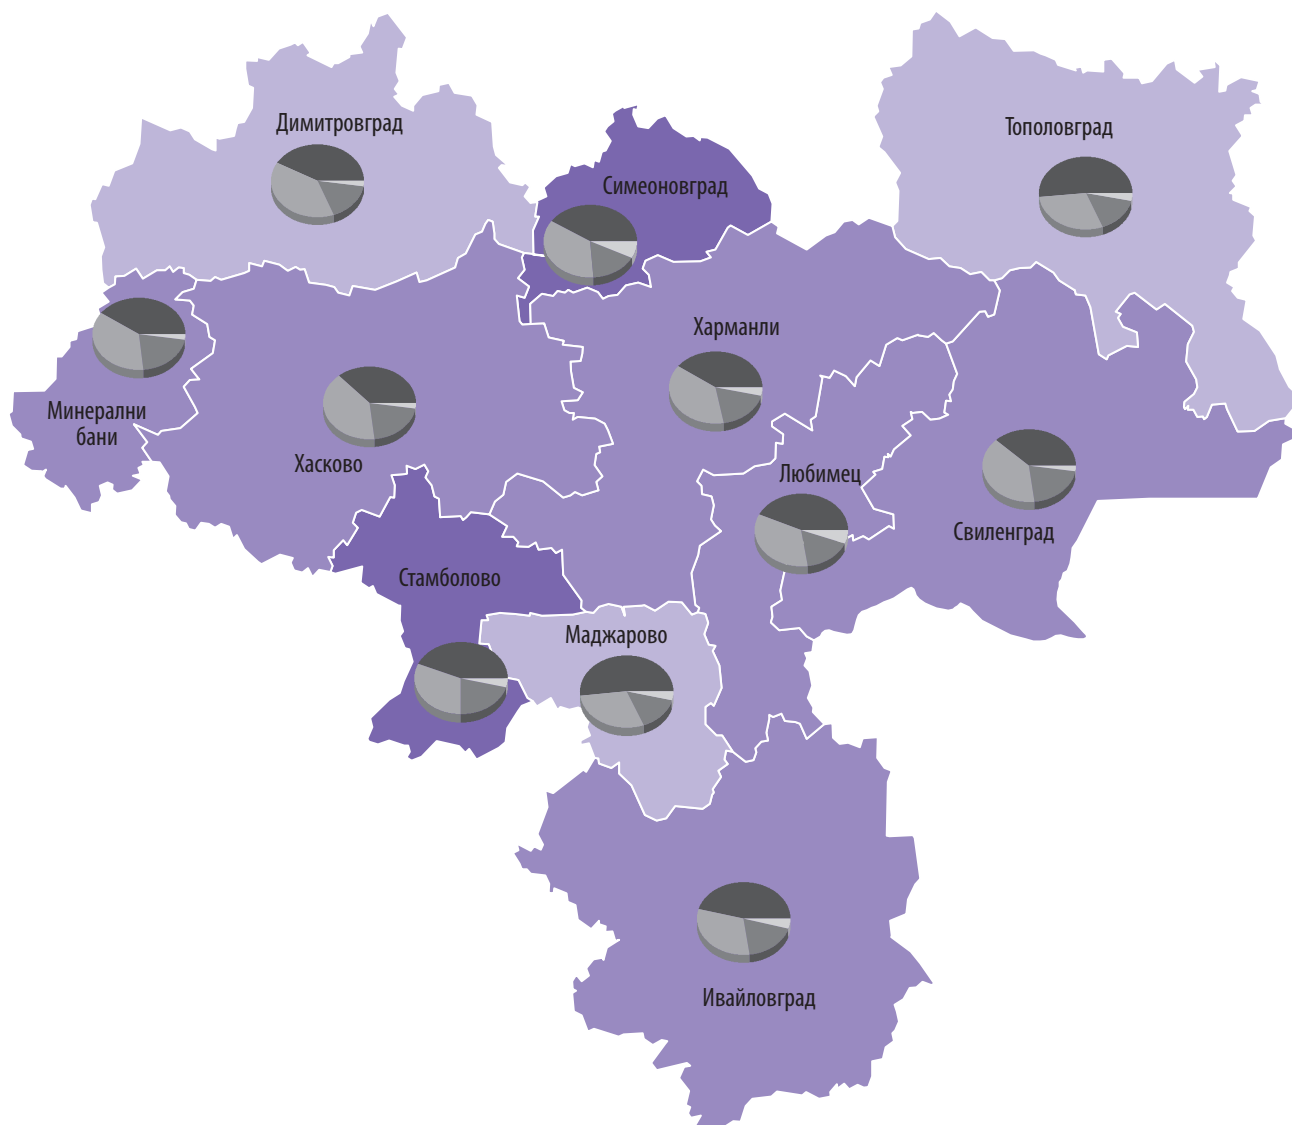 Димитровград
Тополовград
Симеоновград
Харманли
Минерални
бани
Хасково
Любимец
Свиленград
Стамболово
Маджарово
Ивайловград